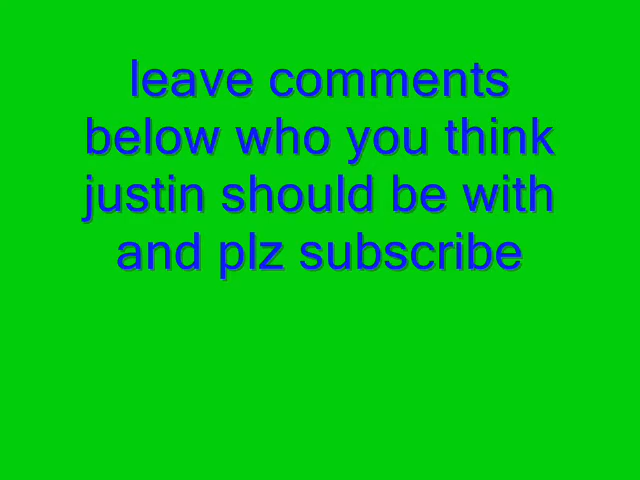 leave comments
below who you think
justin should be with
and plz subscribe